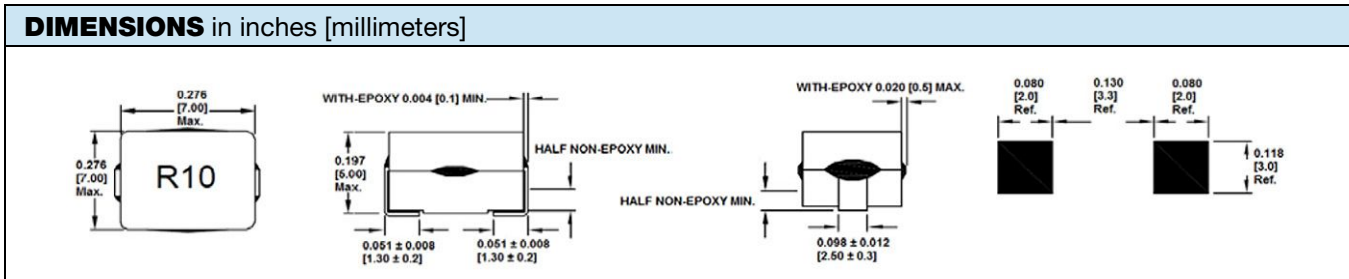 DIMENSIONS in inches [millimeters]
0.276
[7.00]
Max.
0.276
[7.00]
Max.
R10
WITH-EPOXY 0.004 [0.1] MIN.
0.197
[5.00]
Max.
HALF NON-EPOXY MIN.
0.051 ± 0.008
[1.30 ± 0.2]
0.051 ± 0.008
[1.30 ± 0.2]
WITH-EPOXY 0.020 [0.5] MAX.
HALF NON-EPOXY MIN.
0.098 ± 0.012
[2.50 ± 0.3]
0.080
[2.0]
Ref.
0.130
[3.3]
Ref.
0.080
[2.0]
Ref.
0.118
[3.0]
Ref.